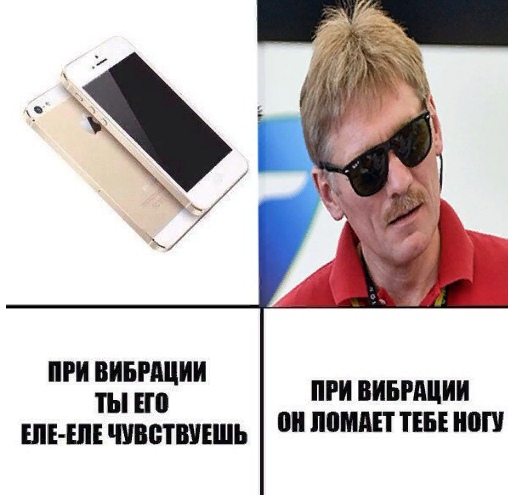 ПРИ ВИБРАЦИИ
ТЫ ЕГО
ЕЛЕ-ЕЛЕ ЧУВСТВУЕШЬ
ПРИ ВИБРАЦИИ
ОН ЛОМАЕТ ТЕБЕ НОГУ